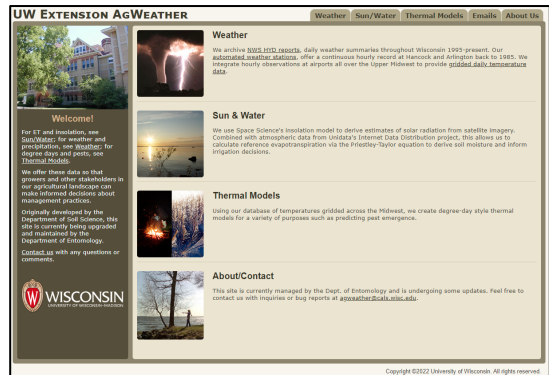 UW Extension AgWeather
Weather Sun/Water Thermal Models Emails About Us
Welcome!
For ET and insolation, see
Sun/Water; for weather and
precipitation, see Weather; for
degree days and pests, see
Thermal Models.
We offer these data so that
growers and other stakeholders in
our agricultural landscape can
make informed decisions about
management practices.
Originally developed by the
Department of Soil Science, this
site is currently being upgraded
and maintained by the
Department of Entomology.
Contact us with any questions or
comments.
W WISCONSIN
UNIVERSITY OF WISCONSIN-MADISON
Weather
We archive NWS HYD reports, daily weather summaries throughout Wisconsin 1995-present. Our
automated weather stations, offer a continuous hourly record at Hancock and Arlington back to 1985. We
integrate hourly observations at airports all over the Upper Midwest to provide gridded daily temperature
data.
Sun & Water
We use Space Science's insolation model to derive estimates of solar radiation from satellite imagery.
Combined with atmospheric data from Unidata's Internet Data Distribution project, this allows us to
calculate reference evapotranspiration via the Priestley-Taylor equation to derive soil moisture and inform
irrigation decisions.
Thermal Models
Using our database of temperatures gridded across the Midwest, we create degree-day style thermal
models for a variety of purposes such as predicting pest emergence.
About/Contact
This site is currently managed by the Dept. of Entomology and is undergoing some updates. Feel free to
contact us with inquiries or bug reports at agweather@cals.wisc.edu.
Copyright ©2022 University of Wisconsin. All rights reserved.